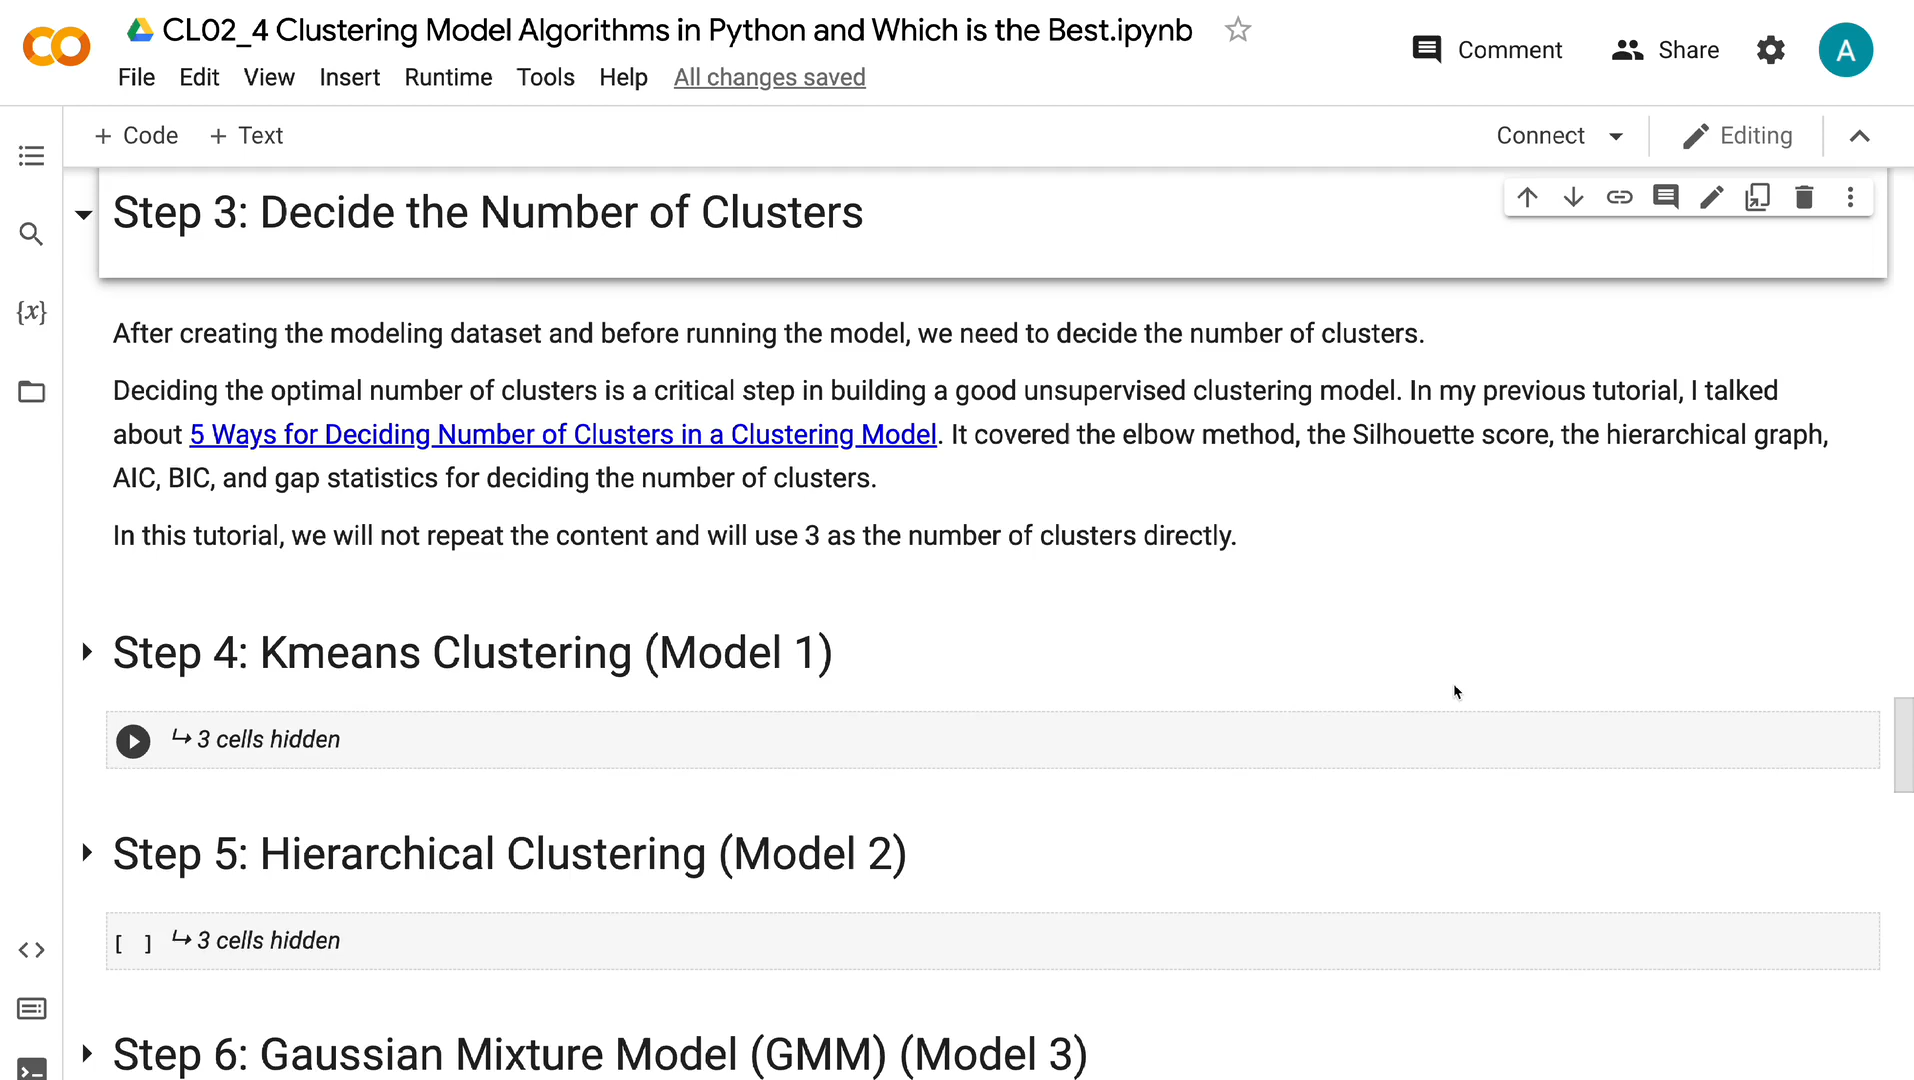 CL02_4 Clustering Model Algorithms in Python and Which is the Best.ipynb
Comment
Share
A
File Edit View Insert Runtime Tools Help All changes saved
+ Code + Text
Connect
Editing
Step 3: Decide the Number of Clusters
{x}
After creating the modeling dataset and before running the model, we need to decide the number of clusters.
Deciding the optimal number of clusters is a critical step in building a good unsupervised clustering model. In my previous tutorial, I talked
about 5 Ways for Deciding Number of Clusters in a Clustering Model. It covered the elbow method, the Silhouette score, the hierarchical graph,
AIC, BIC, and gap statistics for deciding the number of clusters.
In this tutorial, we will not repeat the content and will use 3 as the number of clusters directly.
Step 4: Kmeans Clustering (Model 1)
↳ 3 cells hidden
Step 5: Hierarchical Clustering (Model 2)
[ ] ↳ 3 cells hidden
Step 6: Gaussian Mixture Model (GMM) (Model 3)